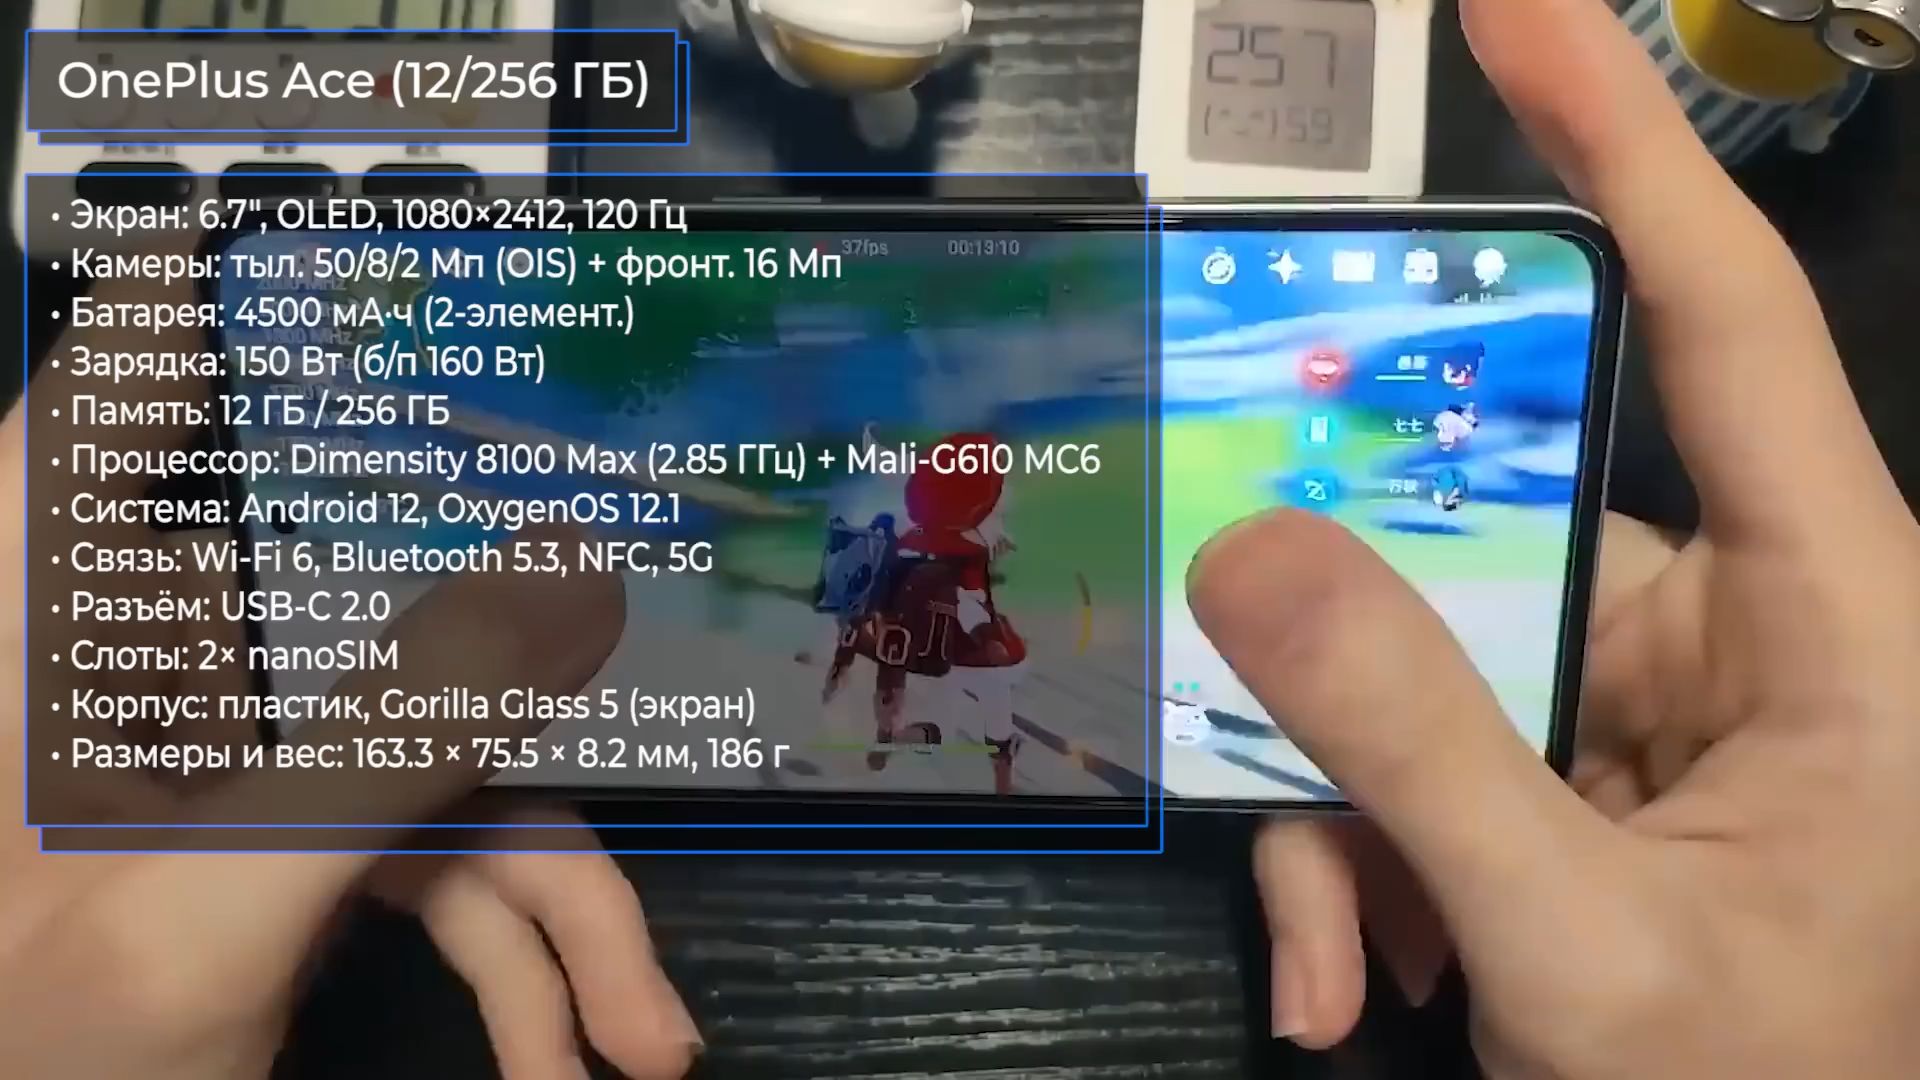 OnePlus Ace (12/256 ГБ)
• Экран: 6.7", OLED, 1080×2412, 120 Гц
• Камеры: тыл. 50/8/2 Мп (OIS) + фронт. 16 Мп
• Батарея: 4500 мА·ч (2-элемент.)
• Зарядка: 150 Вт (б/п 160 Вт)
• Память: 12 ГБ / 256 ГБ
• Процессор: Dimensity 8100 Max (2.85 ГГц) + Mali-G610 MC6
• Система: Android 12, OxygenOS 12.1
• Связь: Wi-Fi 6, Bluetooth 5.3, NFC, 5G
• Разъём: USB-C 2.0
• Слоты: 2× nanoSIM
• Корпус: пластик, Gorilla Glass 5 (экран)
• Размеры и вес: 163.3 × 75.5 × 8.2 мм, 186 г
37fps
00:13:10
257
59
七七